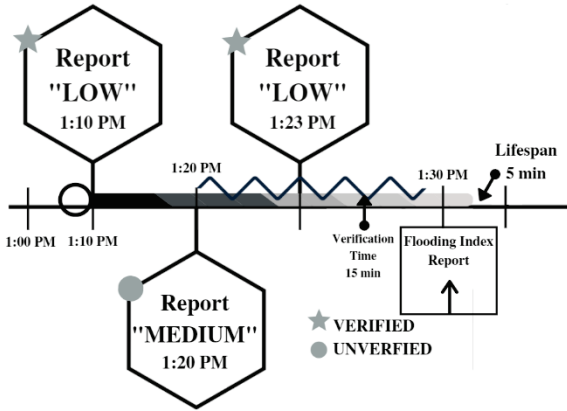 Report
"LOW"
1:10 PM
Report
"LOW"
1:23 PM
1:20 PM
1:30 PM
Lifespan
5 min
1:00 PM
1:10 PM
Verification
Time
15 min
Flooding Index
Report
Report
"MEDIUM"
1:20 PM
VERIFIED
UNVERFIED